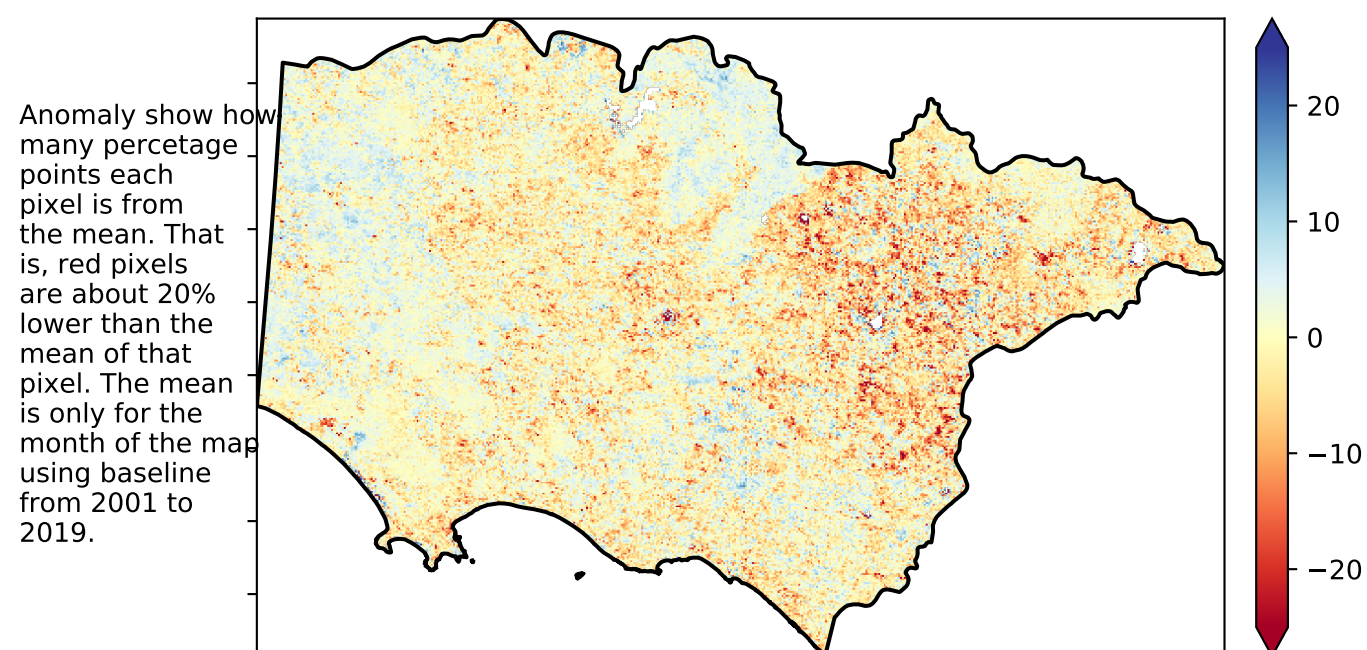 Anomaly show how
many percetage
points each
pixel is from
the mean. That
is, red pixels
are about 20%
lower than the
mean of that
pixel. The mean
is only for the
month of the map
using baseline
from 2001 to
2019.
20
10
0
−10
−20